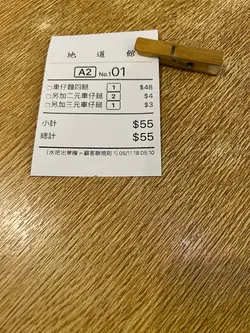 地道館
A2 No.101
□車仔麵四餸 1 $48
□另加二元車仔餸 2 $4
□另加三元車仔餸 1 $3
小計 $55
總計 $55